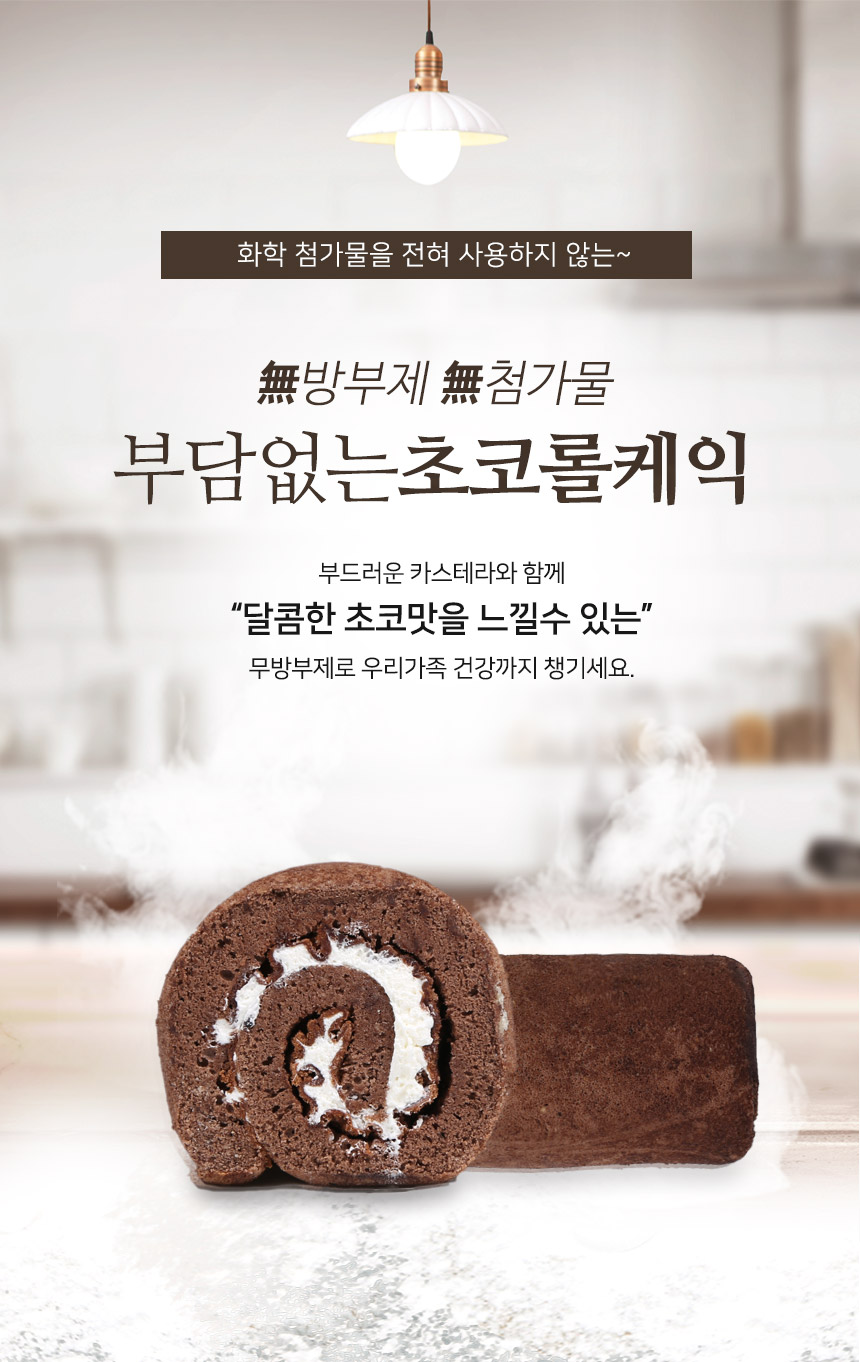 화학 첨가물을 전혀 사용하지 않는~
無방부제 無첨가물
부담없는초코롤케익
부드러운 카스테라와 함께
“달콤한 초코맛을 느낄수 있는”
무방부제로 우리가족 건강까지 챙기세요.